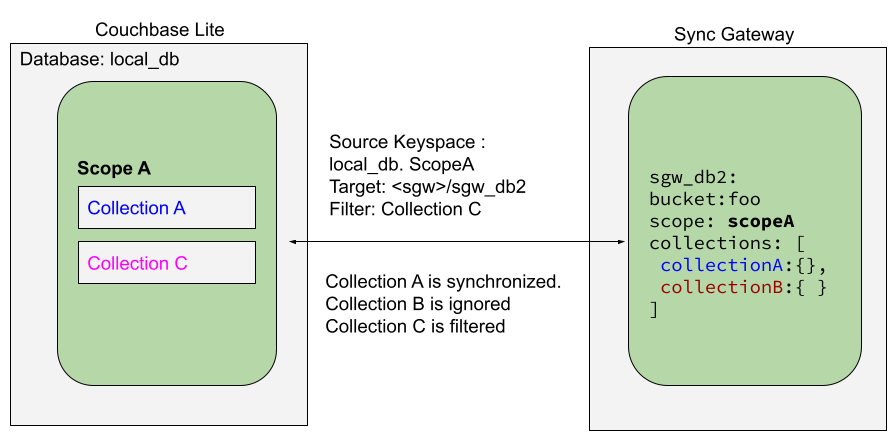 Couchbase Lite
Database: local_db
Scope A
Collection A
Collection C
Source Keyspace :
local_db. ScopeA
Target: <sgw>/sgw_db2
Filter: Collection C
Collection A is synchronized.
Collection B is ignored
Collection C is filtered
Sync Gateway
sgw_db2:
bucket:foo
scope: scopeA
collections: [
collectionA:{},
collectionB:{ }
]